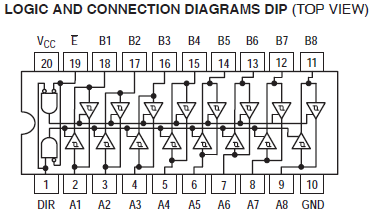 LOGIC AND CONNECTION DIAGRAMS DIP (TOP VIEW)
VCC E̅ B1 B2 B3 B4 B5 B6 B7 B8
20 19 18 17 16 15 14 13 12 11
1 2 3 4 5 6 7 8 9 10
DIR A1 A2 A3 A4 A5 A6 A7 A8 GND